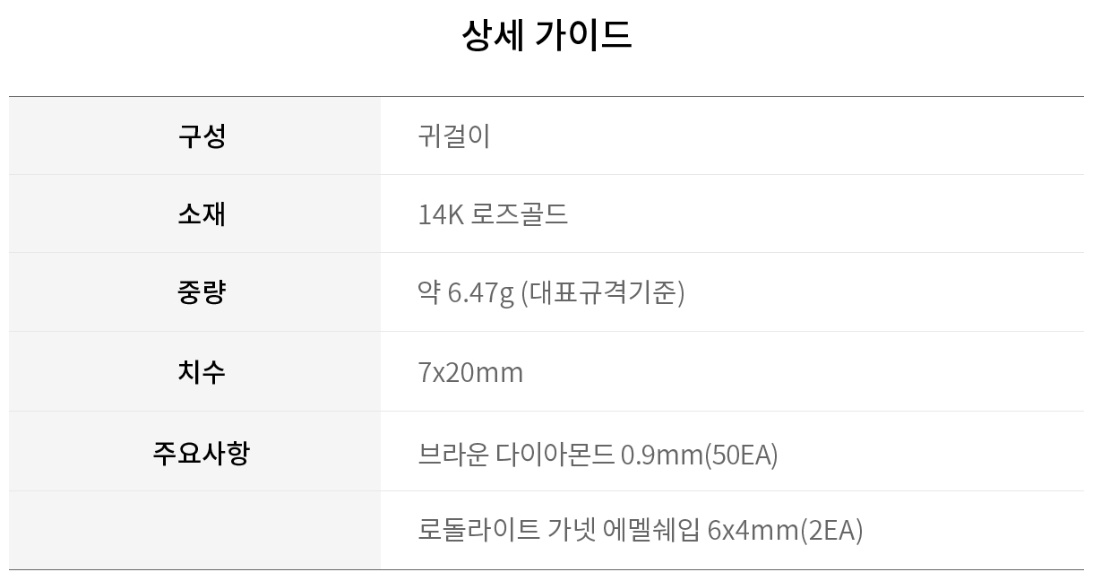 상세 가이드
구성 귀걸이
소재 14K 로즈골드
중량 약 6.47g (대표규격기준)
치수 7x20mm
주요사항 브라운 다이아몬드 0.9mm(50EA)
로돌라이트 가넷 에멜쉐입 6x4mm(2EA)